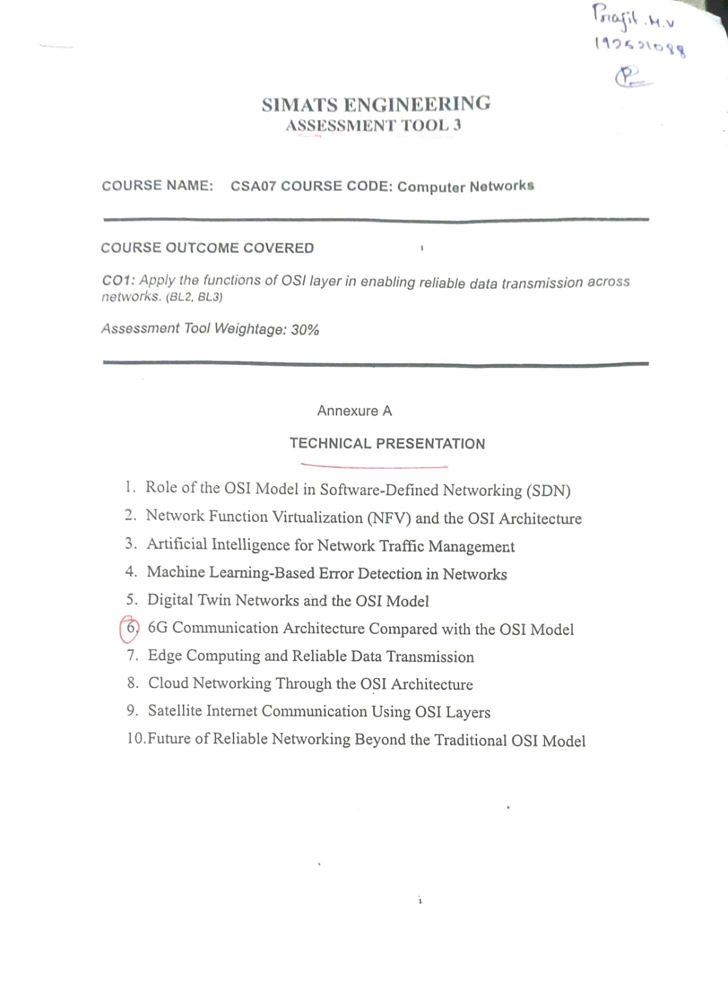 Prajit.M.V
192521088
SIMATS ENGINEERING
ASSESSMENT TOOL 3
COURSE NAME: CSA07 COURSE CODE: Computer Networks
COURSE OUTCOME COVERED
CO1: Apply the functions of OSI layer in enabling reliable data transmission across
networks. (BL2, BL3)
Assessment Tool Weightage: 30%
Annexure A
TECHNICAL PRESENTATION
1. Role of the OSI Model in Software-Defined Networking (SDN)
2. Network Function Virtualization (NFV) and the OSI Architecture
3. Artificial Intelligence for Network Traffic Management
4. Machine Learning-Based Error Detection in Networks
5. Digital Twin Networks and the OSI Model
6. 6G Communication Architecture Compared with the OSI Model
7. Edge Computing and Reliable Data Transmission
8. Cloud Networking Through the OSI Architecture
9. Satellite Internet Communication Using OSI Layers
10.Future of Reliable Networking Beyond the Traditional OSI Model